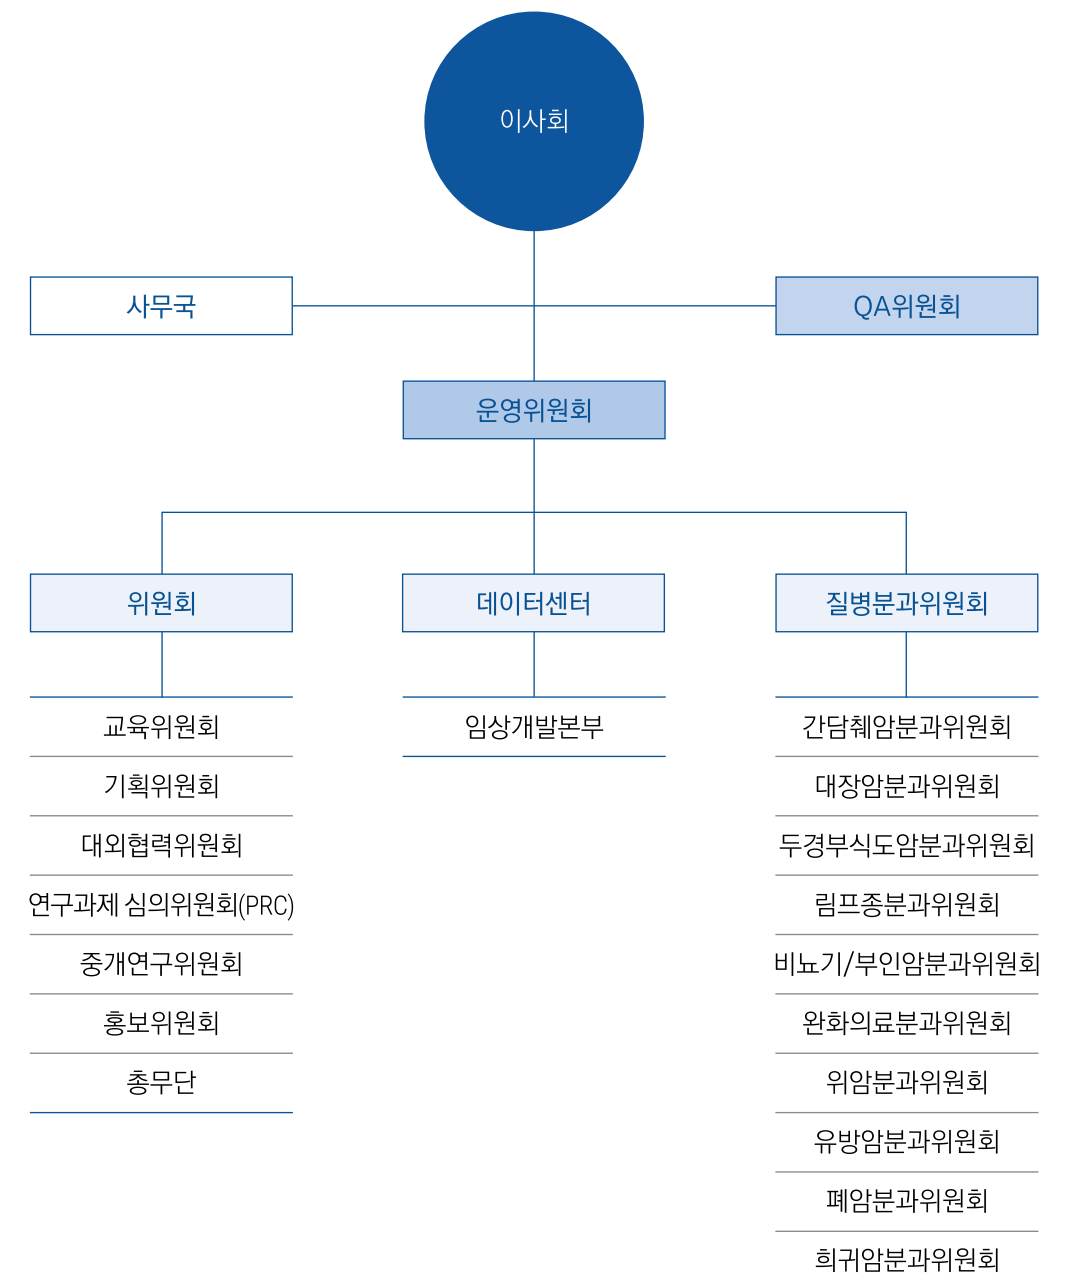 이사회
사무국
QA위원회
운영위원회
위원회
데이터센터
질병분과위원회
교육위원회
기획위원회
대외협력위원회
연구과제 심의위원회(PRC)
중개연구위원회
홍보위원회
총무단
임상개발본부
간담췌암분과위원회
대장암분과위원회
두경부식도암분과위원회
림프종분과위원회
비뇨기/부인암분과위원회
완화의료분과위원회
위암분과위원회
유방암분과위원회
폐암분과위원회
희귀암분과위원회